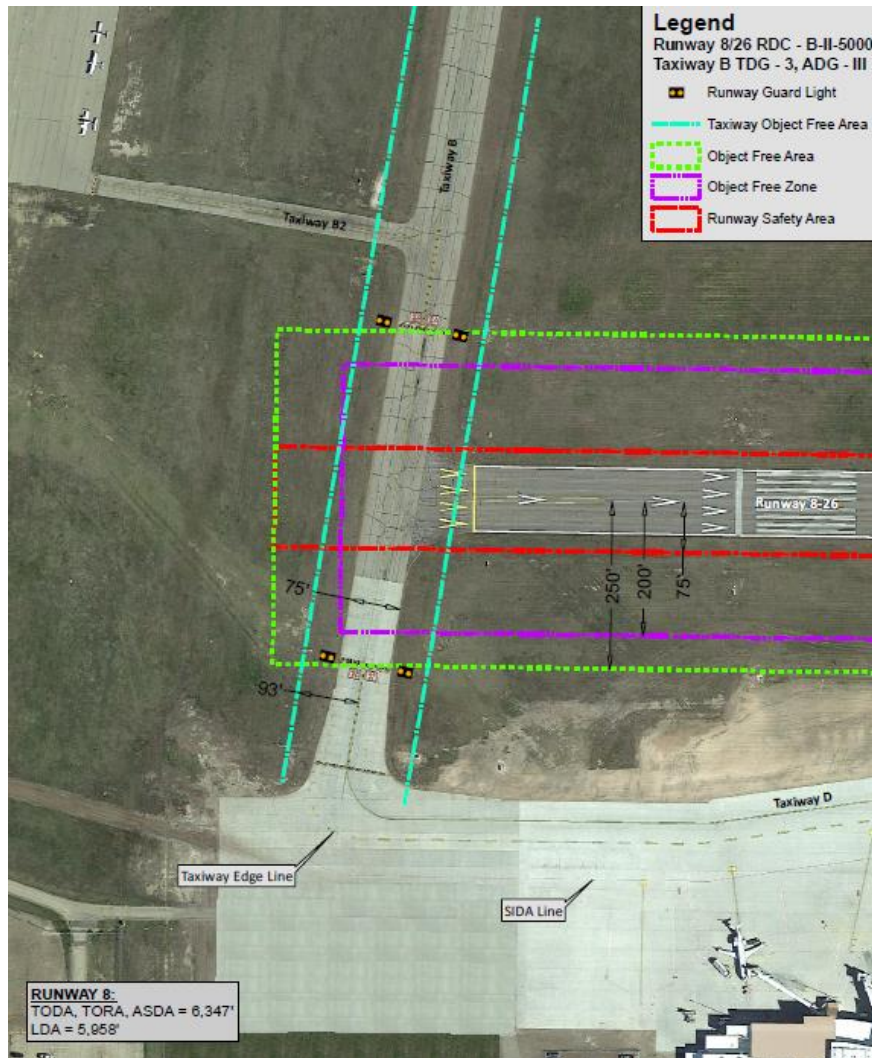 Legend
Runway 8/26 RDC - B-II-5000
Taxiway B TDG - 3, ADG - III
Runway Guard Light
Taxiway Object Free Area
Object Free Area
Object Free Zone
Runway Safety Area
Taxiway B
Taxiway B2
Runway 8-26
250'
200'
75'
75'
93'
Taxiway D
Taxiway Edge Line
SIDA Line
RUNWAY 8:
TODA, TORA, ASDA = 6,347'
LDA = 5,958'